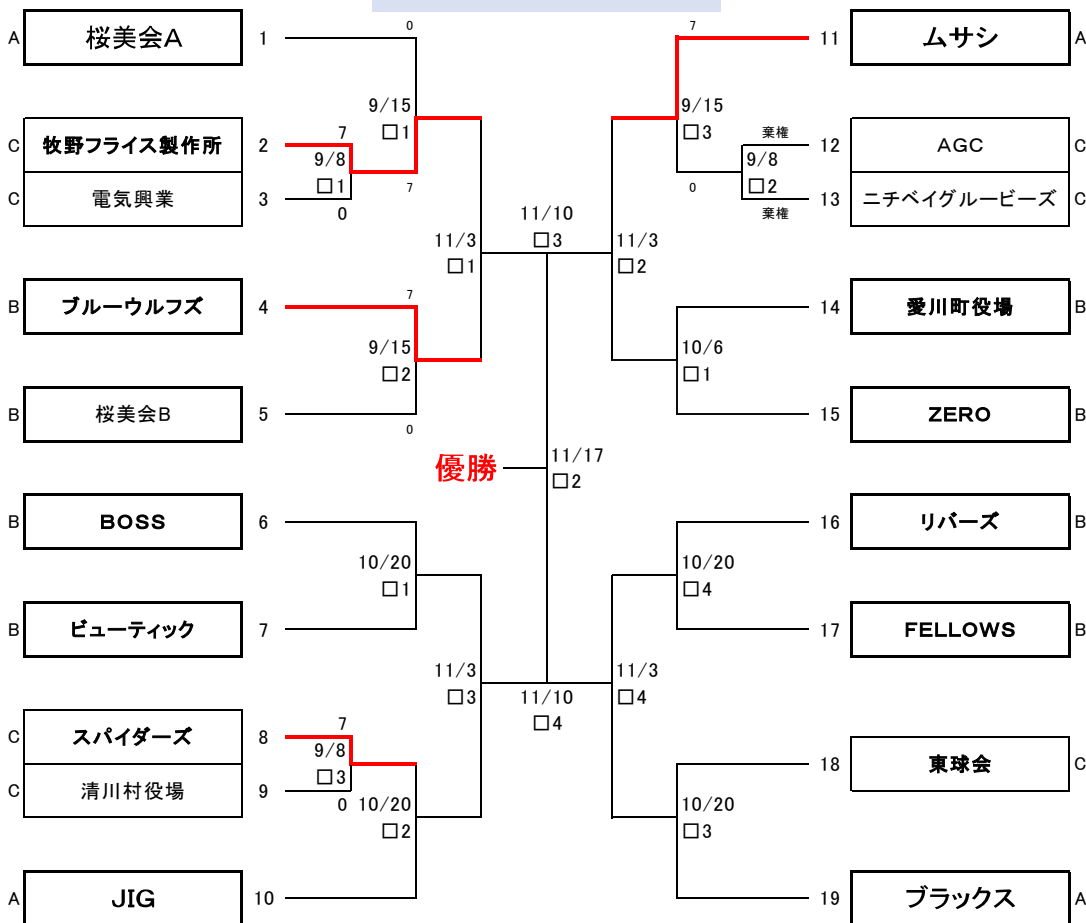 0
7
A 桜美会A 1
11 ムサシ A
9/15
□1
9/15
□3
C 牧野フライス製作所 2
7
9/8
□1
棄権
12 AGC C
9/8
□2
C 電気興業 3
0
7
0
13 ニチベイグルービーズ C
棄権
11/10
□3
11/3
□1
11/3
□2
B ブルーウルフズ 4
7
14 愛川町役場 B
9/15
□2
10/6
□1
B 桜美会B 5
0
15 ZERO B
優勝
11/17
□2
B BOSS 6
16 リバーズ B
10/20
□1
10/20
□4
B ビューティック 7
17 FELLOWS B
11/3
□3
11/10
□4
11/3
□4
C スパイダーズ 8
7
9/8
□3
18 東球会 C
C 清川村役場 9
0
10/20
□2
10/20
□3
A JIG 10
19 ブラックス A